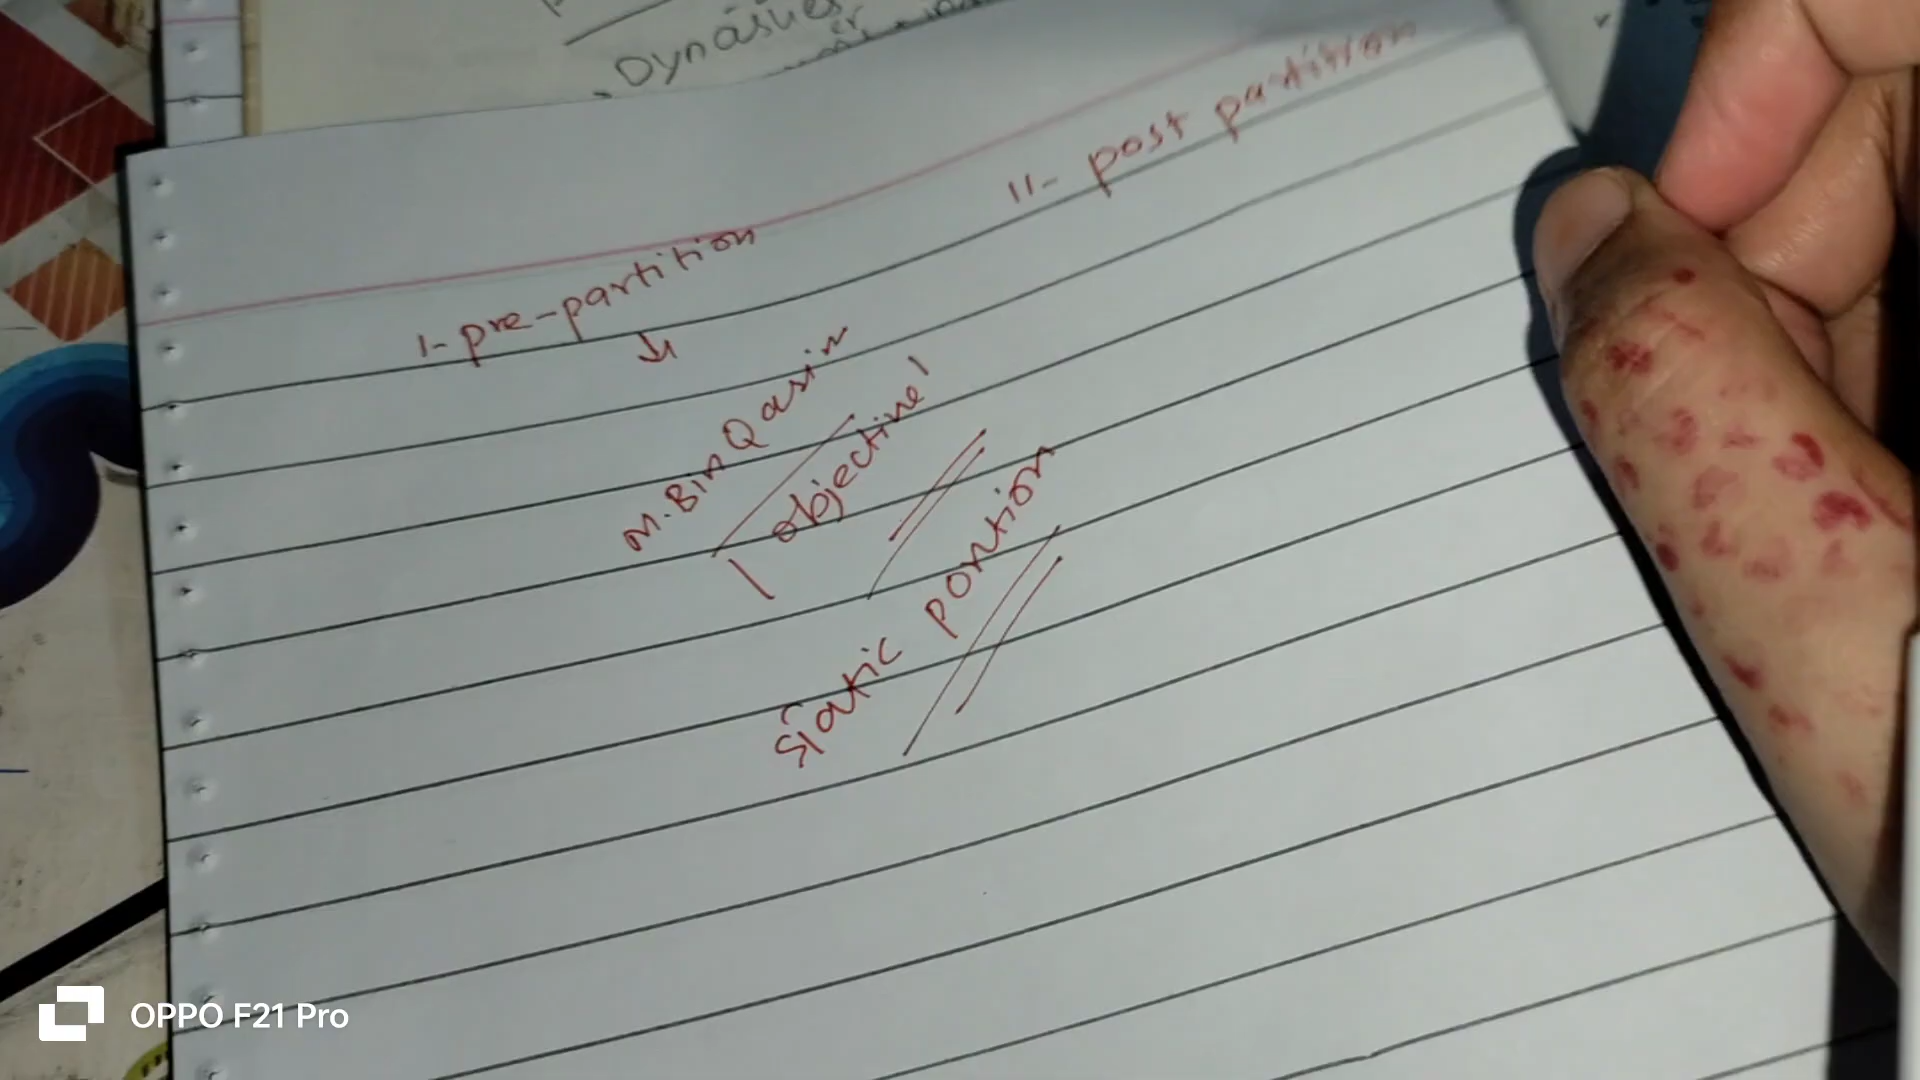 Dynasties
I- pre-partition
II- post partition
M. Bin Qasim
objective
Static portion
OPPO F21 Pro